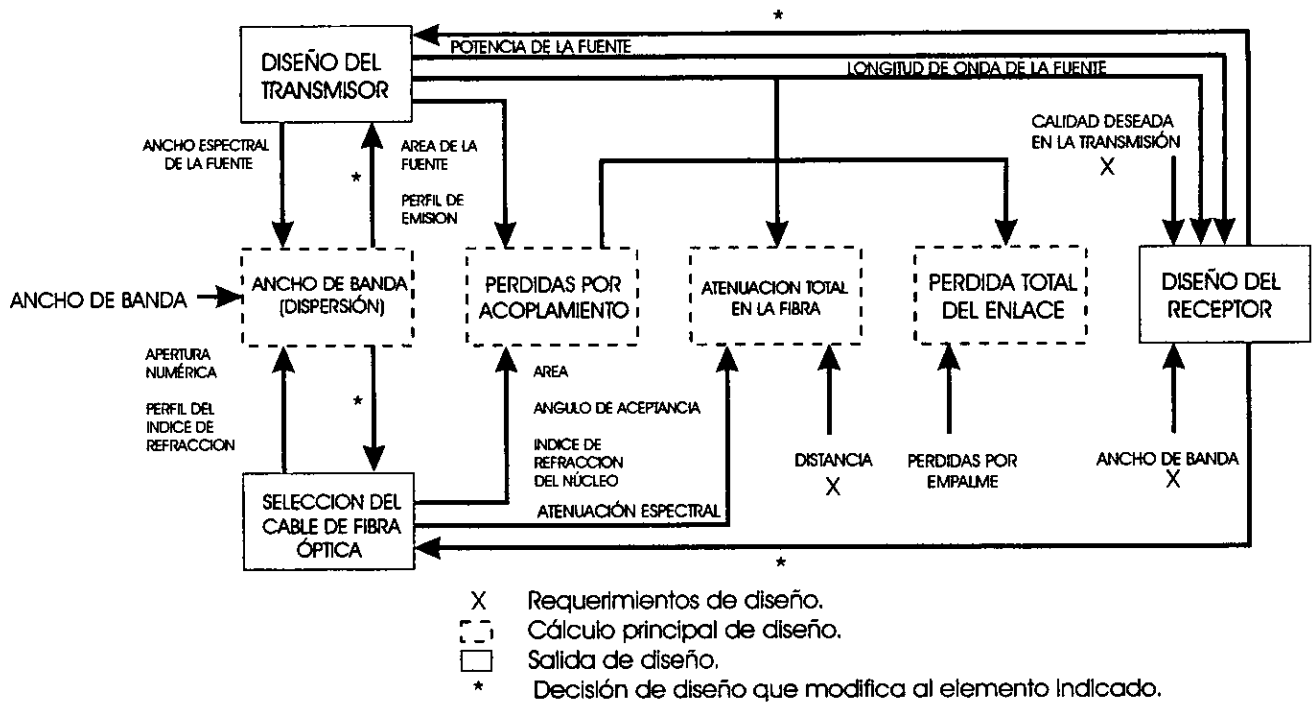 *
DISEÑO DEL
TRANSMISOR
POTENCIA DE LA FUENTE
LONGITUD DE ONDA DE LA FUENTE
ANCHO ESPECTRAL
DE LA FUENTE
*
AREA DE LA
FUENTE
PERFIL DE
EMISION
CALIDAD DESEADA
EN LA TRANSMISIÓN
X
ANCHO DE BANDA
ANCHO DE BANDA
(DISPERSIÓN)
PERDIDAS POR
ACOPLAMIENTO
ATENUACION TOTAL
EN LA FIBRA
PERDIDA TOTAL
DEL ENLACE
DISEÑO DEL
RECEPTOR
APERTURA
NUMÉRICA
PERFIL DEL
INDICE DE
REFRACCION
*
AREA
ANGULO DE ACEPTANCIA
INDICE DE
REFRACCION
DEL NÚCLEO
DISTANCIA
X
PERDIDAS POR
EMPALME
ANCHO DE BANDA
X
SELECCION DEL
CABLE DE FIBRA
ÓPTICA
ATENUACIÓN ESPECTRAL
*
X Requerimientos de diseño.
Cálculo principal de diseño.
Salida de diseño.
* Decisión de diseño que modifica al elemento indicado.